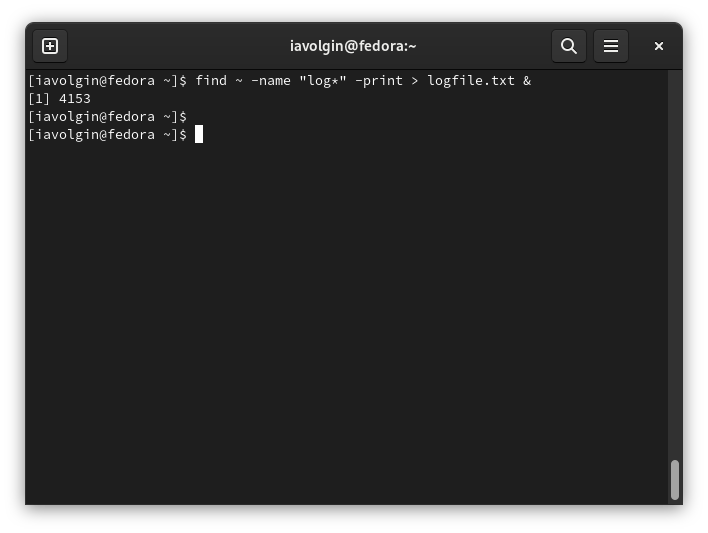 iavolgin@fedora:~
[iavolgin@fedora ~]$ find ~ -name "log*" -print > logfile.txt &
[1] 4153
[iavolgin@fedora ~]$
[iavolgin@fedora ~]$